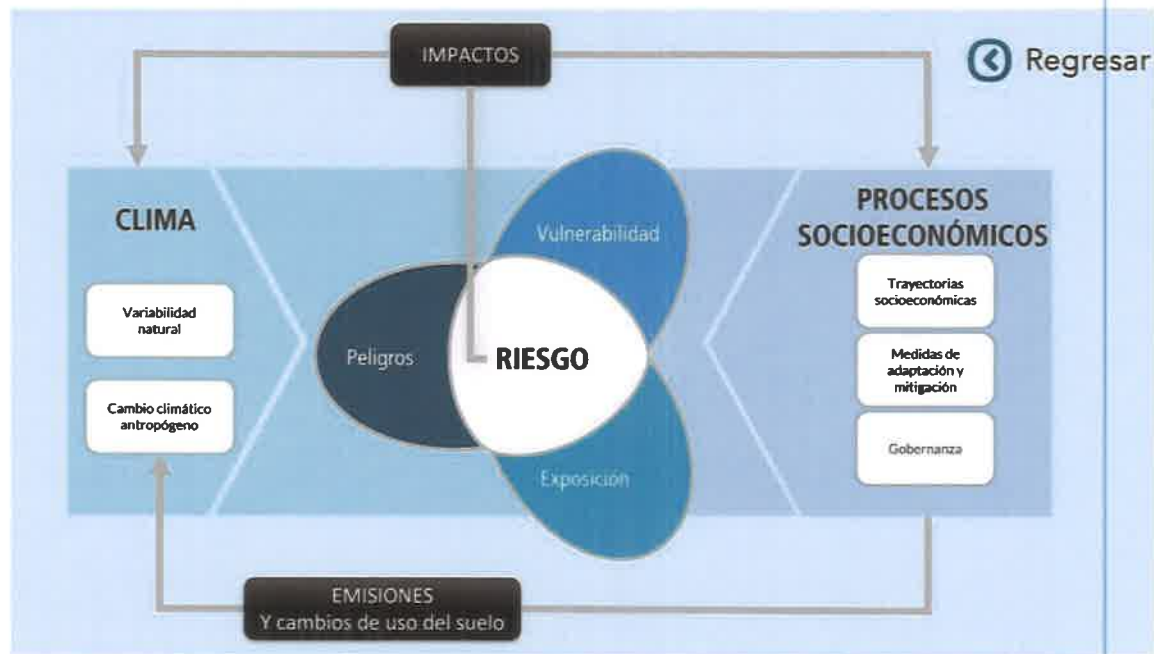 IMPACTOS
Regresar
CLIMA
Variabilidad
natural
Cambio climático
antropógeno
Vulnerabilidad
Peligros
RIESGO
Exposición
PROCESOS
SOCIOECONÓMICOS
Trayectorias
socioeconómicas
Medidas de
adaptación y
mitigación
Gobernanza
EMISIONES
Y cambios de uso del suelo